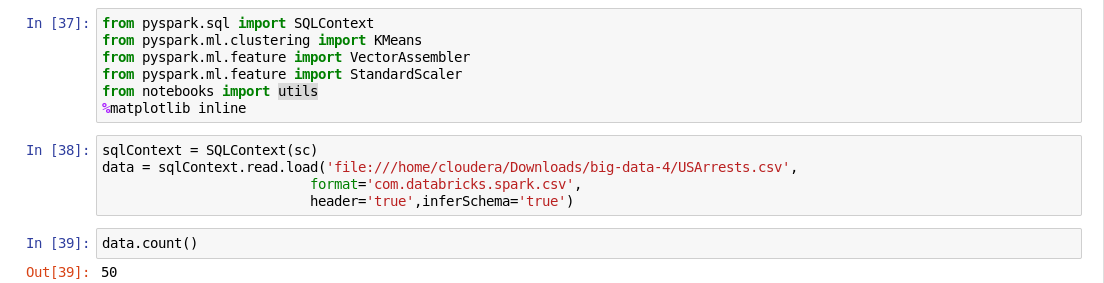 In [37]: from pyspark.sql import SQLContext
from pyspark.ml.clustering import KMeans
from pyspark.ml.feature import VectorAssembler
from pyspark.ml.feature import StandardScaler
from notebooks import utils
%matplotlib inline
In [38]: sqlContext = SQLContext(sc)
data = sqlContext.read.load('file:///home/cloudera/Downloads/big-data-4/USArrests.csv',
format='com.databricks.spark.csv',
header='true',inferSchema='true')
In [39]: data.count()
Out[39]: 50